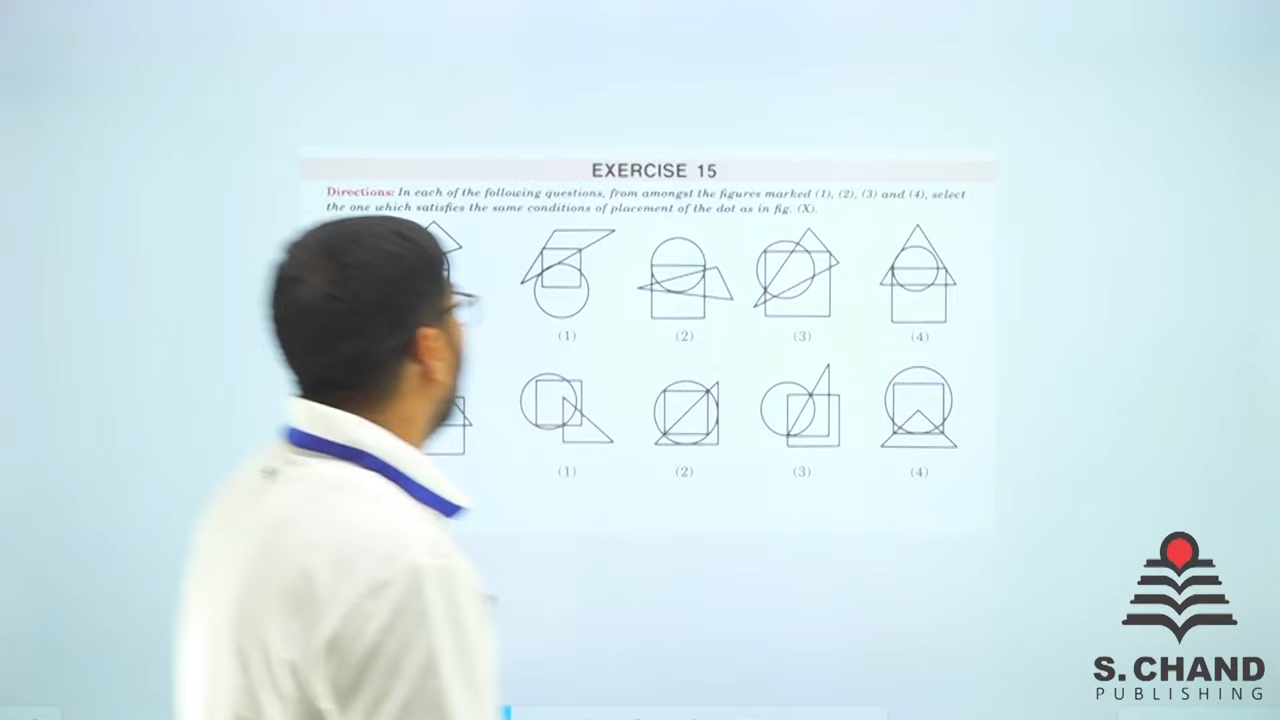 EXERCISE 15
Directions: In each of the following questions, from amongst the figures marked (1), (2), (3) and (4), select
the one which satisfies the same conditions of placement of the dot as in fig. (X).
(1) (2) (3) (4)
(1) (2) (3) (4)
S. CHAND
PUBLISHING